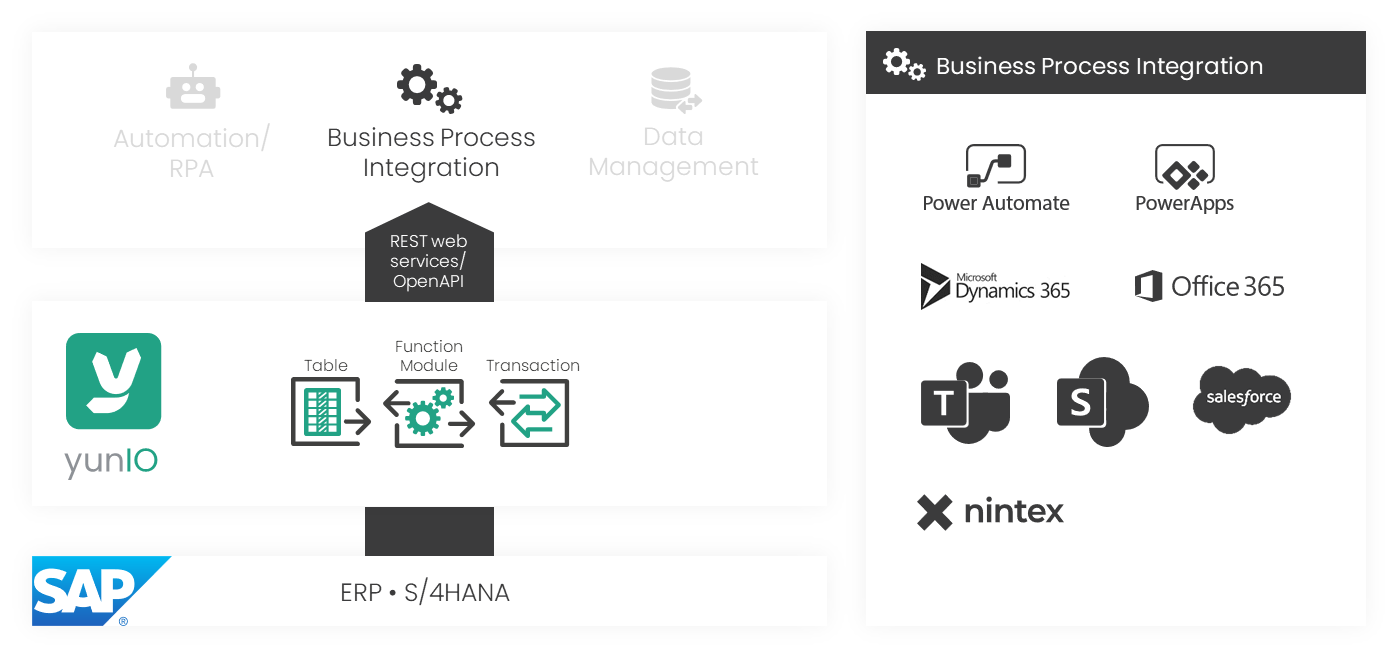 Automation/
RPA
Business Process
Integration
Data
Management
REST web
services/
OpenAPI
yunIO
Table
Function
Module
Transaction
SAP
®
ERP • S/4HANA
Business Process Integration
Power Automate
PowerApps
Microsoft
Dynamics 365
Office 365
T
S
salesforce
nintex